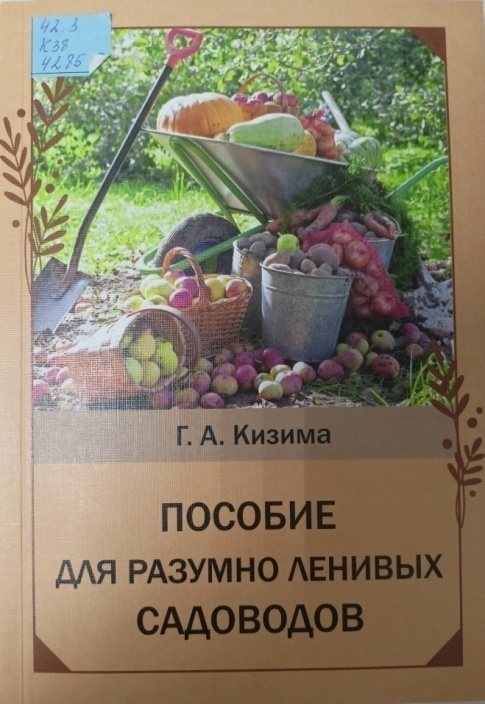 42.3
К38
4285
Г. А. Кизима
ПОСОБИЕ
ДЛЯ РАЗУМНО ЛЕНИВЫХ
САДОВОДОВ